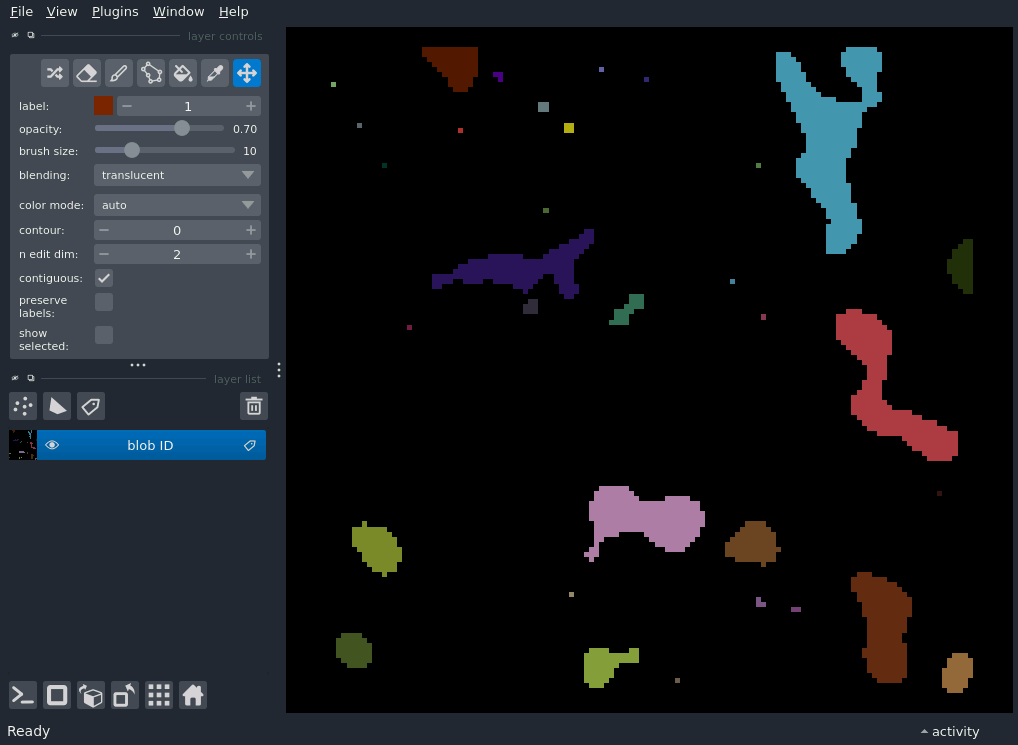 File View Plugins Window Help
layer controls
label: 1
opacity: 0.70
brush size: 10
blending: translucent
color mode: auto
contour: 0
n edit dim: 2
contiguous:
preserve
labels:
show
selected:
layer list
blob ID
Ready
activity